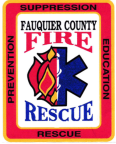 SUPPRESSION
FAUQUIER COUNTY
FIRE
PREVENTION
EDUCATION
RESCUE
RESCUE